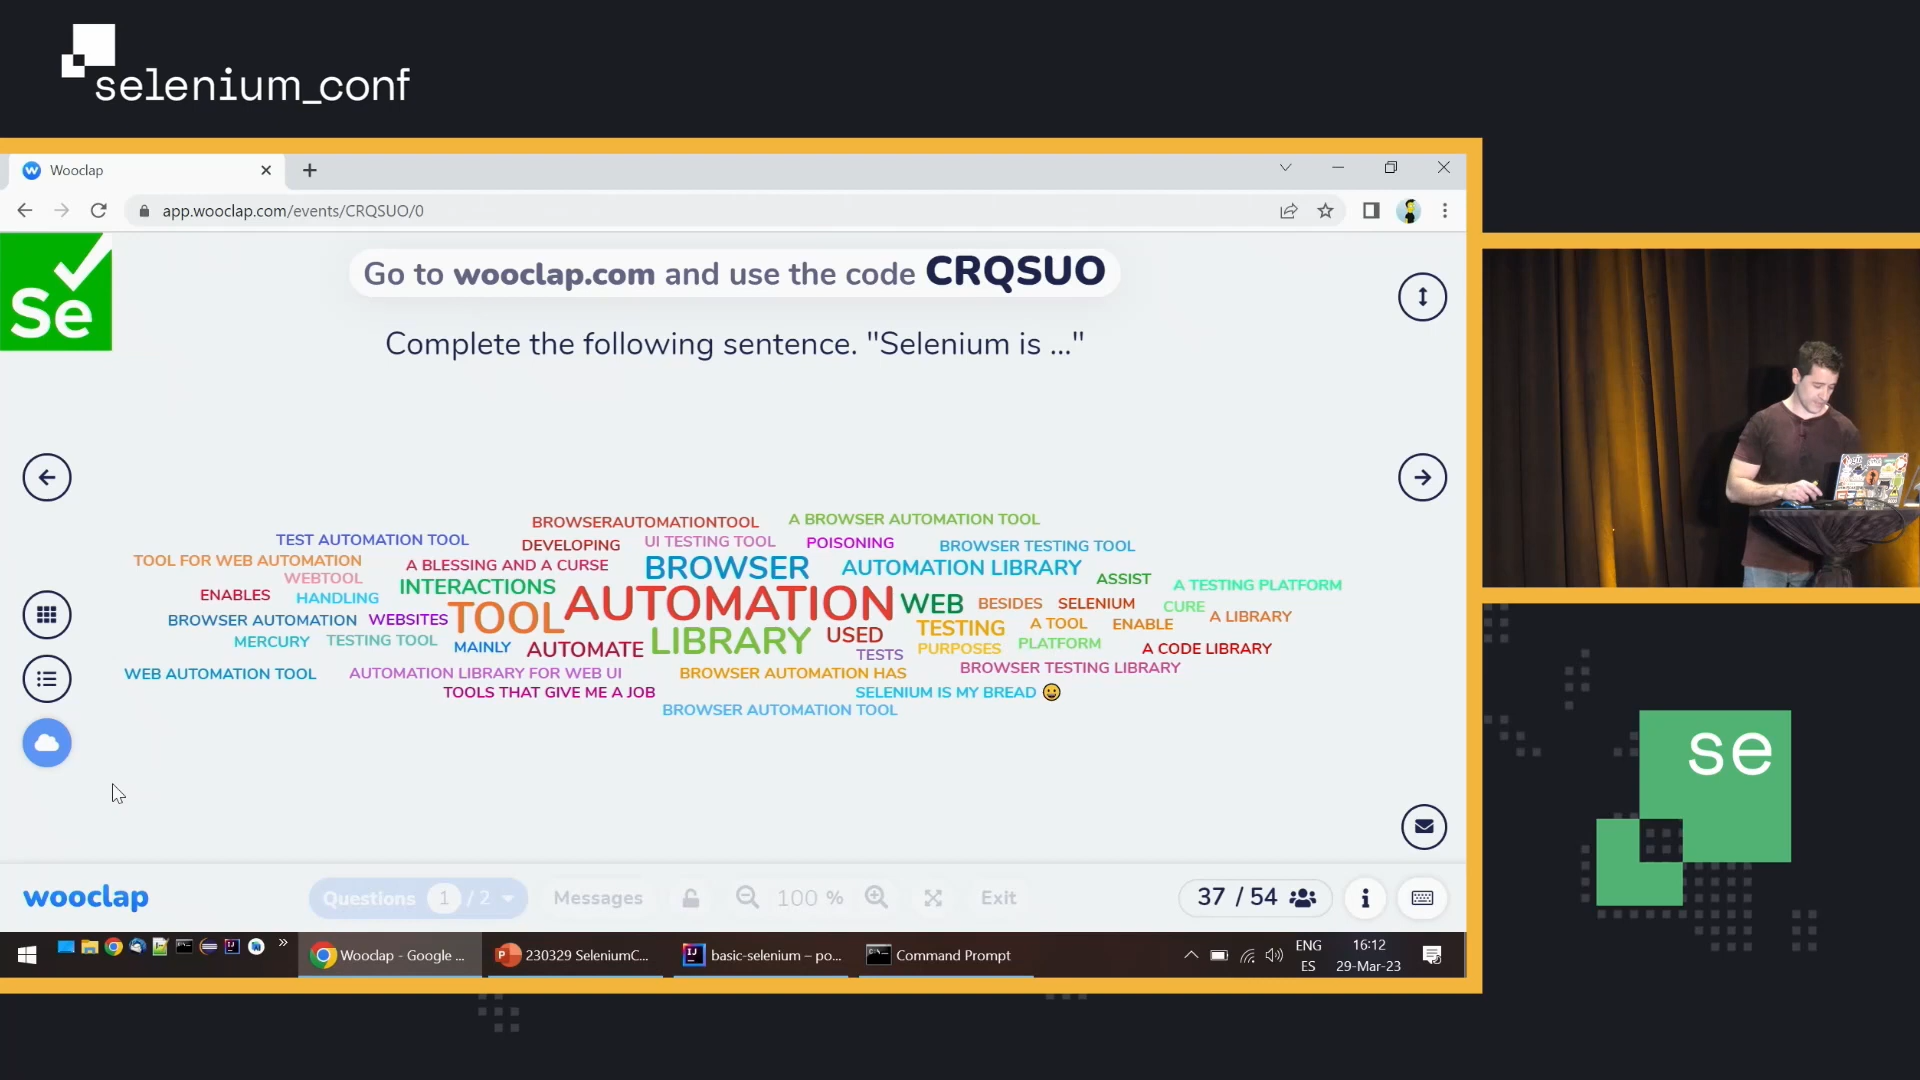 selenium_conf
Wooclap
app.wooclap.com/events/CRQSUO/0
Se
Go to wooclap.com and use the code CRQSUO
Complete the following sentence. "Selenium is ..."
BROWSERAUTOMATIONTOOL A BROWSER AUTOMATION TOOL
TEST AUTOMATION TOOL DEVELOPING UI TESTING TOOL POISONING BROWSER TESTING TOOL
TOOL FOR WEB AUTOMATION A BLESSING AND A CURSE BROWSER AUTOMATION LIBRARY
WEBTOOL INTERACTIONS ASSIST A TESTING PLATFORM
ENABLES HANDLING AUTOMATION WEB BESIDES SELENIUM CURE
BROWSER AUTOMATION WEBSITES TOOL A TOOL ENABLE A LIBRARY
MERCURY TESTING TOOL MAINLY AUTOMATE LIBRARY USED TESTING PLATFORM A CODE LIBRARY
TESTS PURPOSES
WEB AUTOMATION TOOL AUTOMATION LIBRARY FOR WEB UI BROWSER AUTOMATION HAS BROWSER TESTING LIBRARY
TOOLS THAT GIVE ME A JOB SELENIUM IS MY BREAD 😀
BROWSER AUTOMATION TOOL
wooclap Questions 1 / 2 Messages 100 % Exit 37 / 54
Wooclap - Google ... 230329 SeleniumC... basic-selenium – po... Command Prompt ENG 16:12
ES 29-Mar-23
se